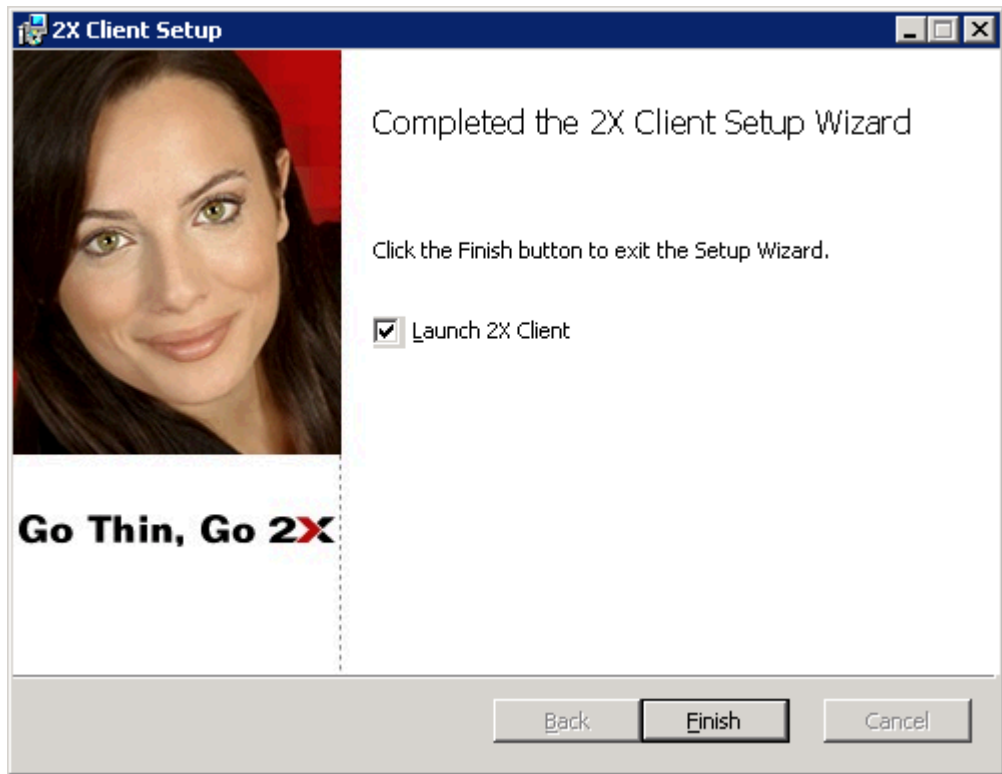 2X Client Setup
Completed the 2X Client Setup Wizard
Click the Finish button to exit the Setup Wizard.
Launch 2X Client
Go Thin, Go 2X
Back
Finish
Cancel